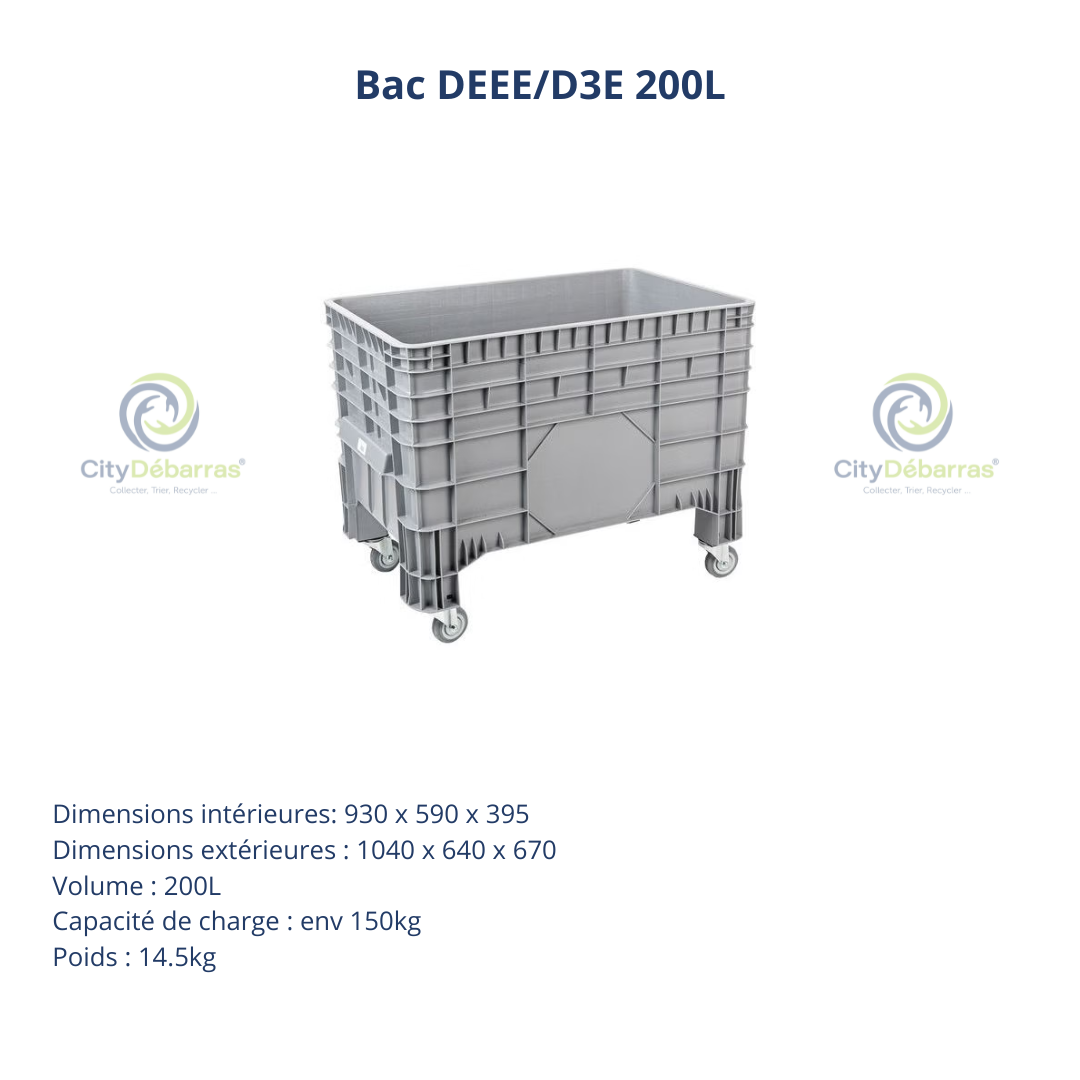 Bac DEEE/D3E 200L
CityDébarras®
Collecter, Trier, Recycler ...
CityDébarras®
Collecter, Trier, Recycler ...
Dimensions intérieures: 930 x 590 x 395
Dimensions extérieures : 1040 x 640 x 670
Volume : 200L
Capacité de charge : env 150kg
Poids : 14.5kg